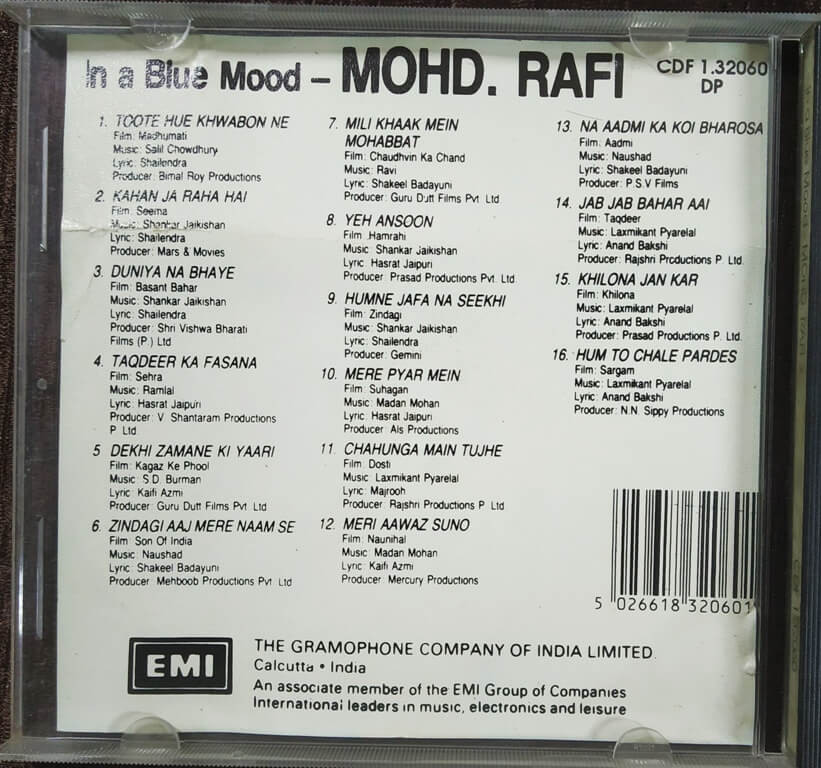 In a Blue Mood – MOHD. RAFI
CDF 1.32060
DP
1. TOOTE HUE KHWABON NE
Film: Madhumati
Music: Salil Chowdhury
Lyric: Shailendra
Producer: Bimal Roy Productions
2. KAHAN JA RAHA HAI
Film: Seema
Music: Shankar Jaikishan
Lyric: Shailendra
Producer: Mars & Movies
3. DUNIYA NA BHAYE
Film: Basant Bahar
Music: Shankar Jaikishan
Lyric: Shailendra
Producer: Shri Vishwa Bharati
Films (P.) Ltd
4. TAQDEER KA FASANA
Film: Sehra
Music: Ramlal
Lyric: Hasrat Jaipuri
Producer: V. Shantaram Productions
P Ltd
5 DEKHI ZAMANE KI YAARI
Film: Kagaz Ke Phool
Music: S.D. Burman
Lyric: Kaifi Azmi
Producer: Guru Dutt Films Pvt. Ltd
6. ZINDAGI AAJ MERE NAAM SE
Film: Son Of India
Music: Naushad
Lyric: Shakeel Badayuni
Producer: Mehboob Productions Pvt. Ltd
7. MILI KHAAK MEIN
MOHABBAT
Film: Chaudhvin Ka Chand
Music: Ravi
Lyric: Shakeel Badayuni
Producer: Guru Dutt Films Pvt. Ltd
8. YEH ANSOON
Film: Hamrahi
Music: Shankar Jaikishan
Lyric: Hasrat Jaipuri
Producer: Prasad Productions Pvt. Ltd
9. HUMNE JAFA NA SEEKHI
Film: Zindagi
Music: Shankar Jaikishan
Lyric: Shailendra
Producer: Gemini
10. MERE PYAR MEIN
Film: Suhagan
Music: Madan Mohan
Lyric: Hasrat Jaipuri
Producer: Als Productions
11. CHAHUNGA MAIN TUJHE
Film: Dosti
Music: Laxmikant Pyarelal
Lyric: Majrooh
Producer: Rajshri Productions P. Ltd
12. MERI AAWAZ SUNO
Film: Naunihal
Music: Madan Mohan
Lyric: Kaifi Azmi
Producer: Mercury Productions
13. NA AADMI KA KOI BHAROSA
Film: Aadmi
Music: Naushad
Lyric: Shakeel Badayuni
Producer: P.S.V Films
14. JAB JAB BAHAR AAI
Film: Taqdeer
Music: Laxmikant Pyarelal
Lyric: Anand Bakshi
Producer: Rajshri Productions P. Ltd.
15. KHILONA JAN KAR
Film: Khilona
Music: Laxmikant Pyarelal
Lyric: Anand Bakshi
Producer: Prasad Productions P. Ltd.
16. HUM TO CHALE PARDES
Film: Sargam
Music: Laxmikant Pyarelal
Lyric: Anand Bakshi
Producer: N.N. Sippy Productions
5 026618 320601
EMI
THE GRAMOPHONE COMPANY OF INDIA LIMITED.
Calcutta • India
An associate member of the EMI Group of Companies
International leaders in music, electronics and leisure